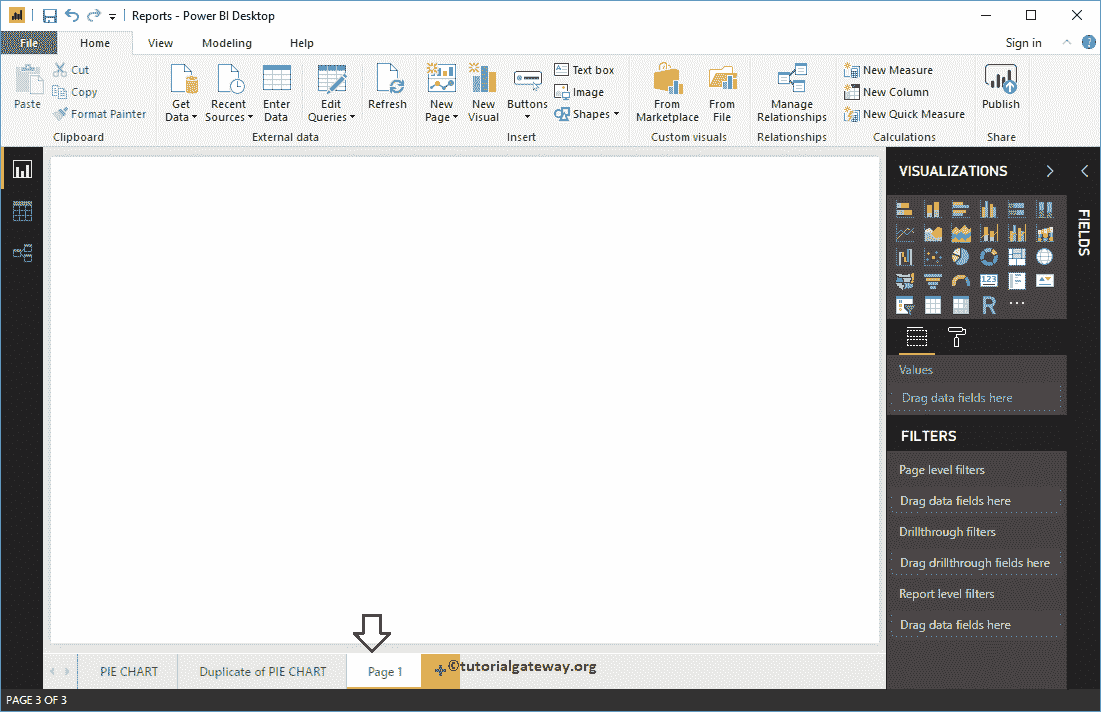 Reports - Power BI Desktop
File Home View Modeling Help Sign in
Paste
Cut
Copy
Format Painter
Clipboard
Get Data
Recent Sources
Enter Data
Edit Queries
External data
Refresh
New Page
New Visual
Buttons
Text box
Image
Shapes
Insert
From Marketplace
From File
Custom visuals
Manage Relationships
Relationships
New Measure
New Column
New Quick Measure
Calculations
Publish
Share
VISUALIZATIONS
FIELDS
123
R
Values
Drag data fields here
FILTERS
Page level filters
Drag data fields here
Drillthrough filters
Drag drillthrough fields here
Report level filters
Drag data fields here
PIE CHART Duplicate of PIE CHART Page 1 ©tutorialgateway.org
PAGE 3 OF 3